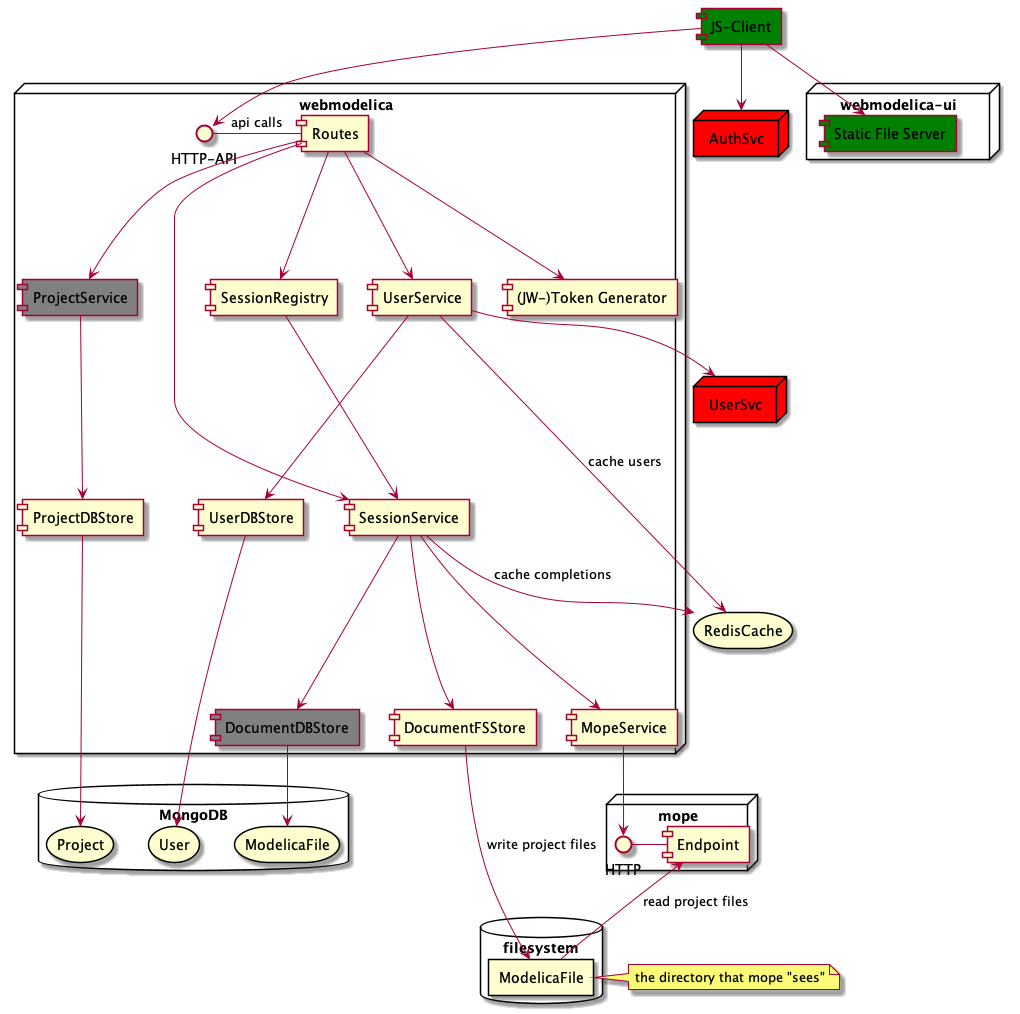 JS-Client
webmodelica
webmodelica-ui
api calls
Routes
HTTP-API
AuthSvc
Static File Server
ProjectService
SessionRegistry
UserService
(JW-)Token Generator
UserSvc
cache users
ProjectDBStore
UserDBStore
SessionService
cache completions
RedisCache
DocumentDBStore
DocumentFSStore
MopeService
MongoDB
mope
Project
User
ModelicaFile
write project files
Endpoint
HTTP
read project files
filesystem
ModelicaFile
the directory that mope "sees"